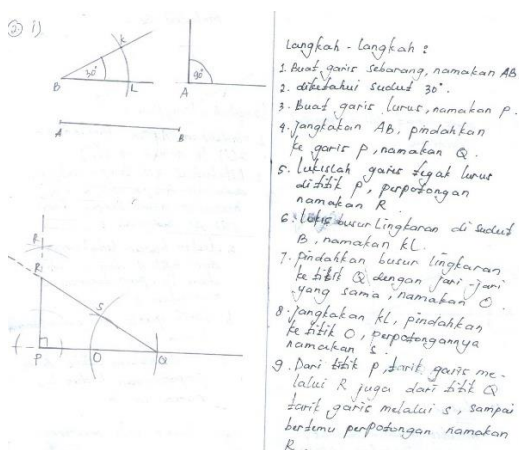 ② i)
K
30°
B
L
90°
A
A
B
R
R
S
P
O
Q
Langkah - langkah :
1. Buat garis sebarang, namakan AB
2. diketahui sudut 30°.
3. Buat garis lurus, namakan p.
4. Jangkakan AB, pindahkan
ke garis p, namakan Q.
5. Lukislah garis tegak lurus
dititik p, perpotongan
namakan R.
6. Lukis busur lingkaran di sudut
B, namakan KL.
7. pindahkan busur lingkaran
ke titik Q dengan jari-jari
yang sama, namakan O.
8. Jangkakan KL, pindahkan
ke titik O, perpotongannya
namakan s.
9. Dari titik p, tarik garis me-
lalui R juga dari titik Q
tarik garis melalui s, sampai
bertemu perpotongan namakan
R.